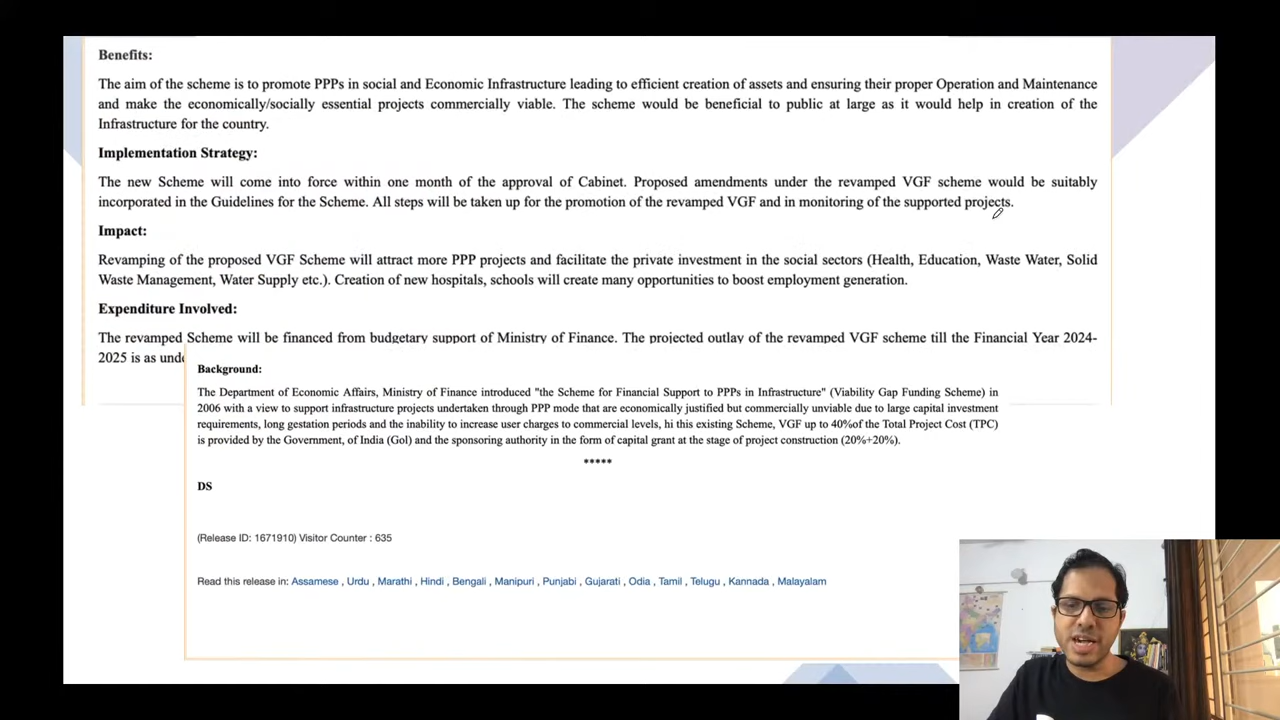 Benefits:
The aim of the scheme is to promote PPPs in social and Economic Infrastructure leading to efficient creation of assets and ensuring their proper Operation and Maintenance
and make the economically/socially essential projects commercially viable. The scheme would be beneficial to public at large as it would help in creation of the
Infrastructure for the country.
Implementation Strategy:
The new Scheme will come into force within one month of the approval of Cabinet. Proposed amendments under the revamped VGF scheme would be suitably
incorporated in the Guidelines for the Scheme. All steps will be taken up for the promotion of the revamped VGF and in monitoring of the supported projects.
Impact:
Revamping of the proposed VGF Scheme will attract more PPP projects and facilitate the private investment in the social sectors (Health, Education, Waste Water, Solid
Waste Management, Water Supply etc.). Creation of new hospitals, schools will create many opportunities to boost employment generation.
Expenditure Involved:
The revamped Scheme will be financed from budgetary support of Ministry of Finance. The projected outlay of the revamped VGF scheme till the Financial Year 2024-
2025 is as
Background:
The Department of Economic Affairs, Ministry of Finance introduced "the Scheme for Financial Support to PPPs in Infrastructure" (Viability Gap Funding Scheme) in
2006 with a view to support infrastructure projects undertaken through PPP mode that are economically justified but commercially unviable due to large capital investment
requirements, long gestation periods and the inability to increase user charges to commercial levels, hi this existing Scheme, VGF up to 40%of the Total Project Cost (TPC)
is provided by the Government, of India (GoI) and the sponsoring authority in the form of capital grant at the stage of project construction (20%+20%).
*****
DS
(Release ID: 1671910) Visitor Counter : 635
Read this release in: Assamese , Urdu , Marathi , Hindi , Bengali , Manipuri , Punjabi , Gujarati , Odia , Tamil , Telugu , Kannada , Malayalam